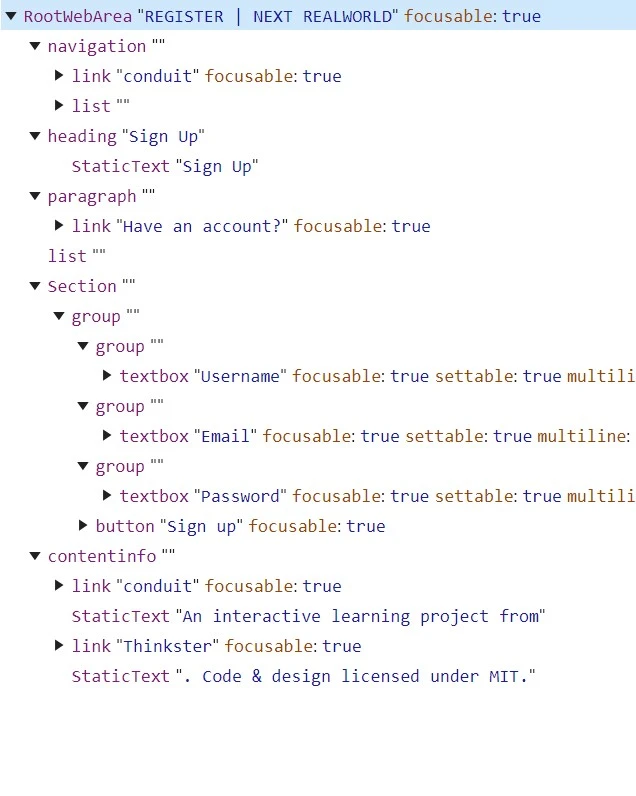 RootWebArea "REGISTER | NEXT REALWORLD" focusable: true
navigation ""
link "conduit" focusable: true
list ""
heading "Sign Up"
StaticText "Sign Up"
paragraph ""
link "Have an account?" focusable: true
list ""
Section ""
group ""
group ""
textbox "Username" focusable: true settable: true multili
group ""
textbox "Email" focusable: true settable: true multiline:
group ""
textbox "Password" focusable: true settable: true multili
button "Sign up" focusable: true
contentinfo ""
link "conduit" focusable: true
StaticText "An interactive learning project from"
link "Thinkster" focusable: true
StaticText ". Code & design licensed under MIT."